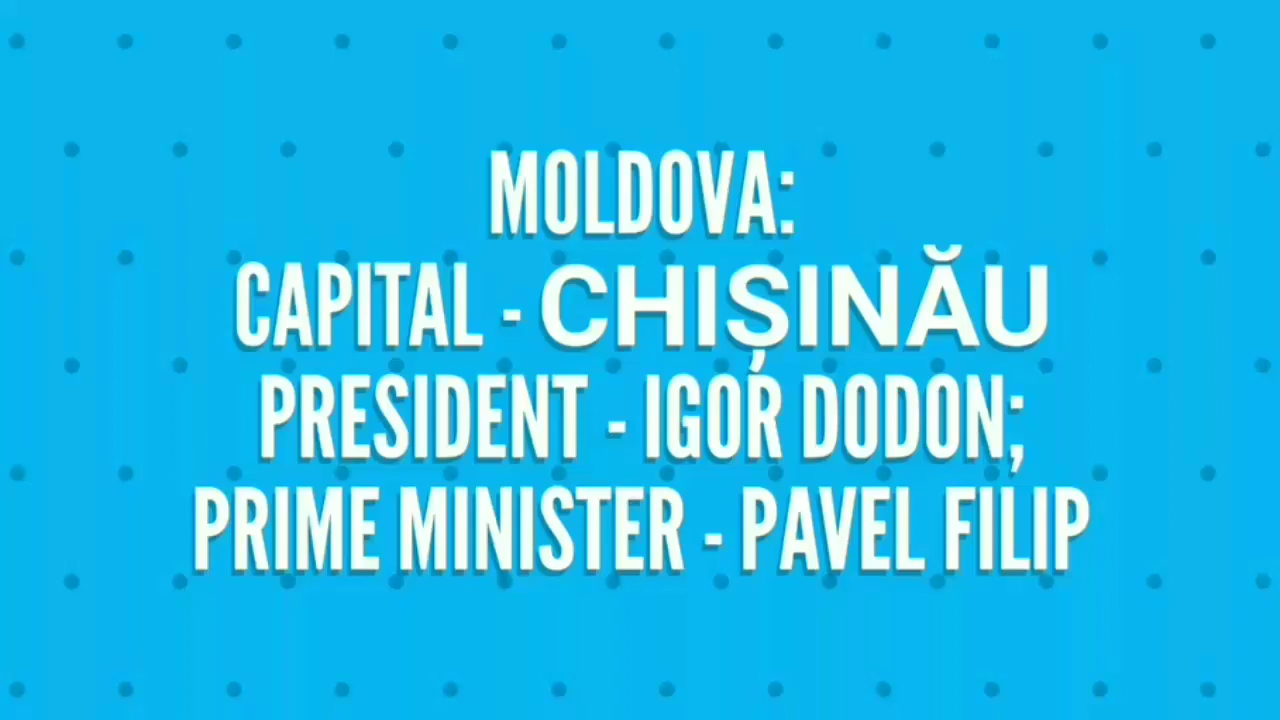 MOLDOVA:
CAPITAL - CHIȘINĂU
PRESIDENT - IGOR DODON;
PRIME MINISTER - PAVEL FILIP